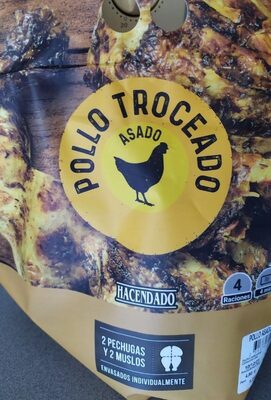 POLLO TROCEADO
ASADO
HACENDADO
4
Raciones
2 PECHUGAS
Y 2 MUSLOS
ENVASADOS INDIVIDUALMENTE